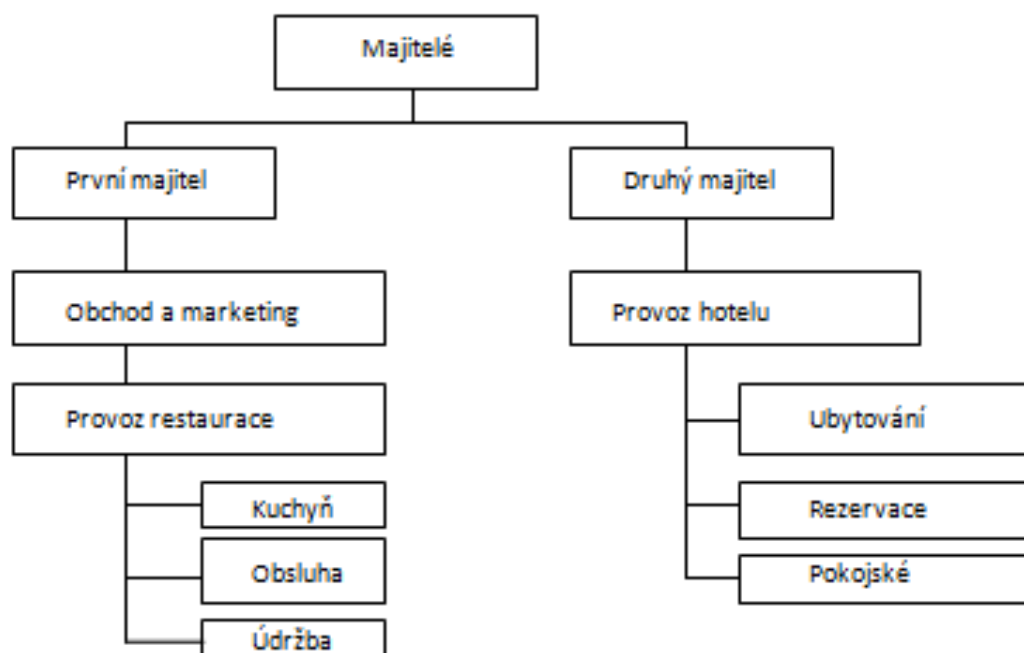 Majitelé
První majitel
Druhý majitel
Obchod a marketing
Provoz hotelu
Provoz restaurace
Ubytování
Kuchyň
Rezervace
Obsluha
Pokojské
Údržba